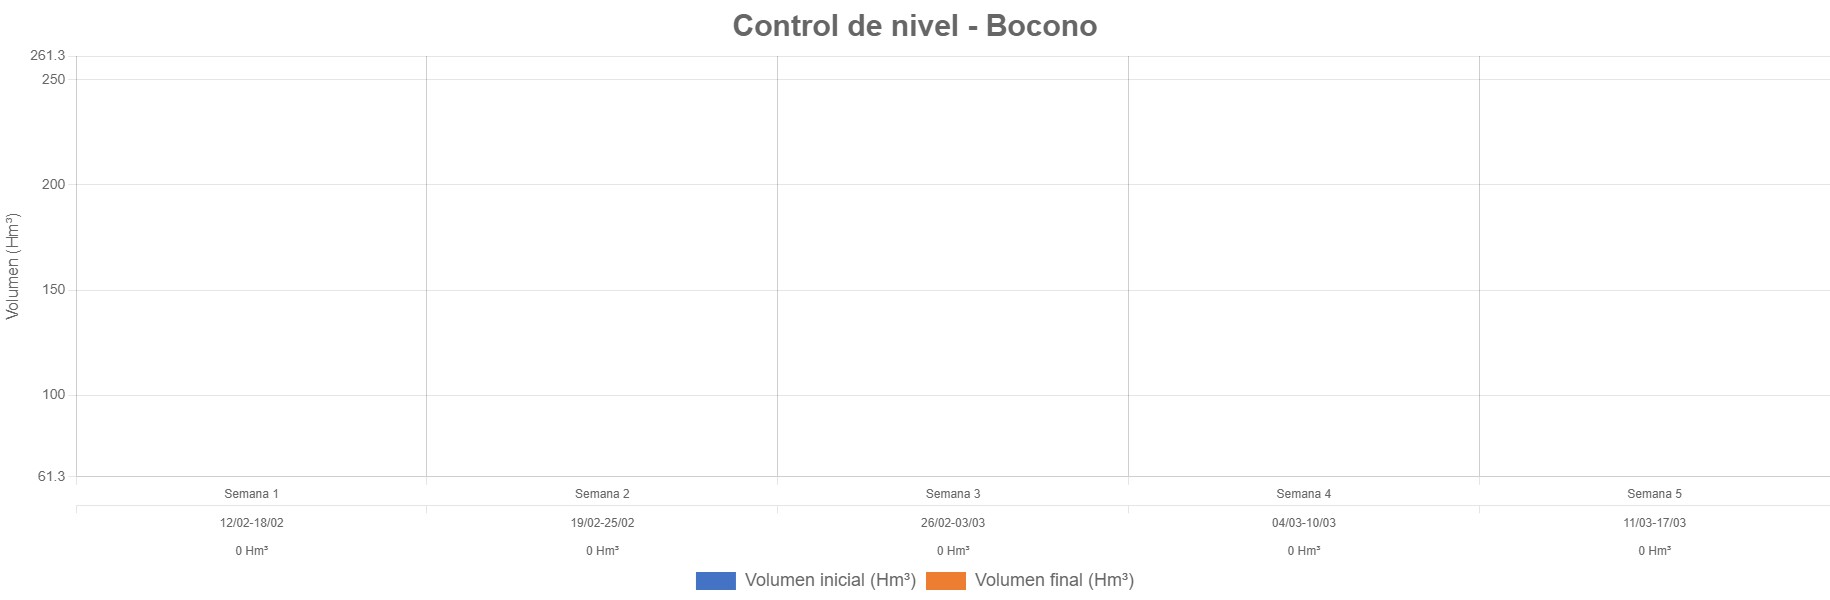 Control de nivel - Bocono
261.3
250
200
150
100
61.3
Volumen (Hm³)
Semana 1 Semana 2 Semana 3 Semana 4 Semana 5
12/02-18/02 19/02-25/02 26/02-03/03 04/03-10/03 11/03-17/03
0 Hm³ 0 Hm³ 0 Hm³ 0 Hm³ 0 Hm³
Volumen inicial (Hm³) Volumen final (Hm³)